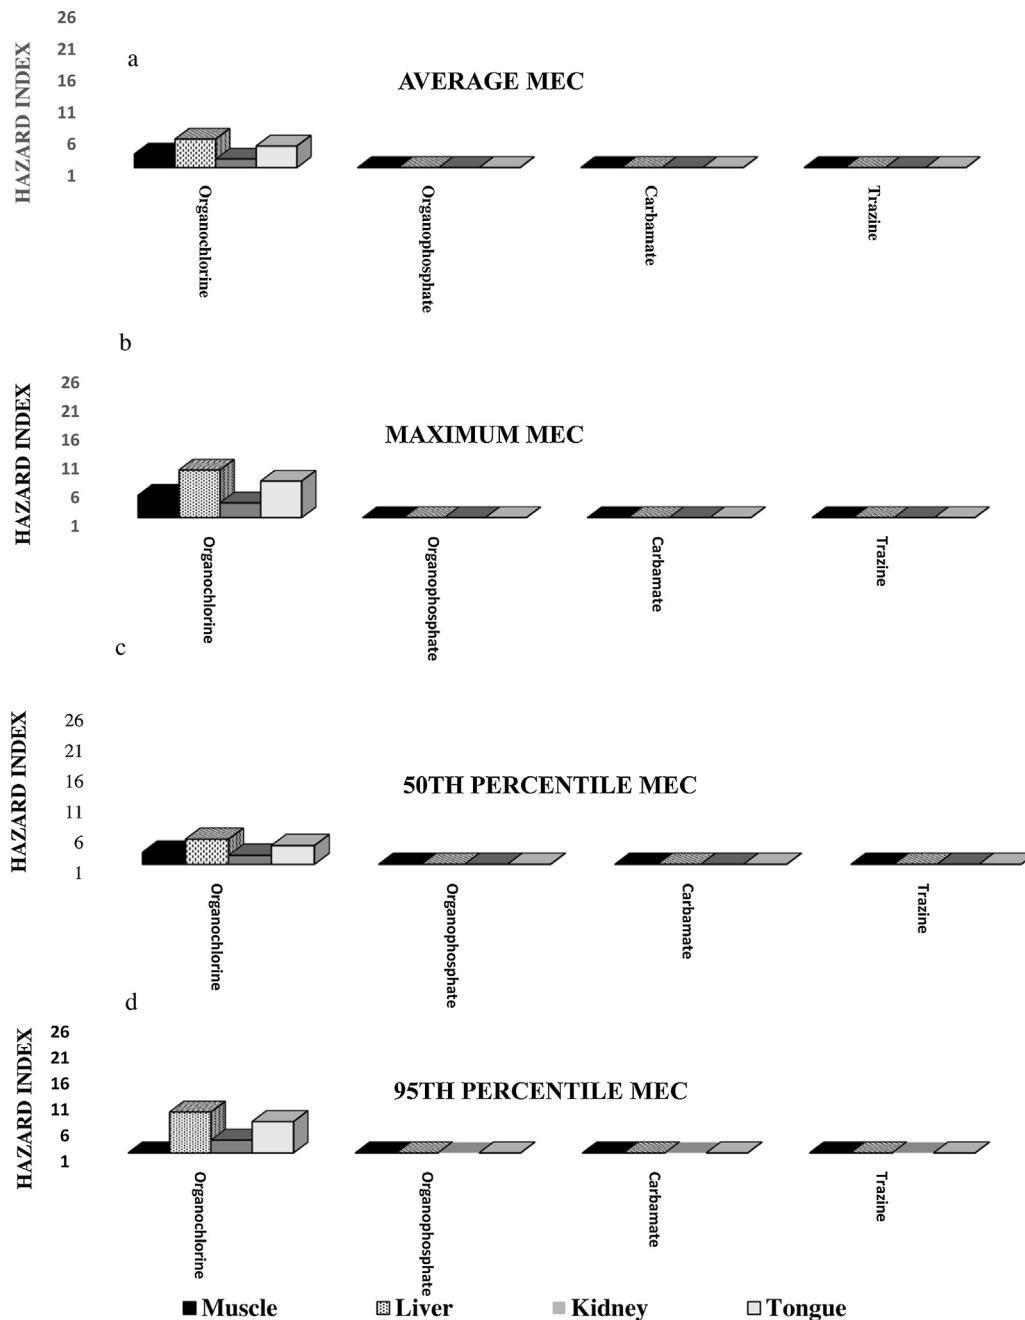 a
AVERAGE MEC
HAZARD INDEX
26
21
16
11
6
1
Organochlorine
Organophosphate
Carbamate
Trazine
b
MAXIMUM MEC
HAZARD INDEX
26
21
16
11
6
1
Organochlorine
Organophosphate
Carbamate
Trazine
c
50TH PERCENTILE MEC
HAZARD INDEX
26
21
16
11
6
1
Organochlorine
Organophosphate
Carbamate
Trazine
d
95TH PERCENTILE MEC
HAZARD INDEX
26
21
16
11
6
1
Organochlorine
Organophosphate
Carbamate
Trazine
Muscle Liver Kidney Tongue